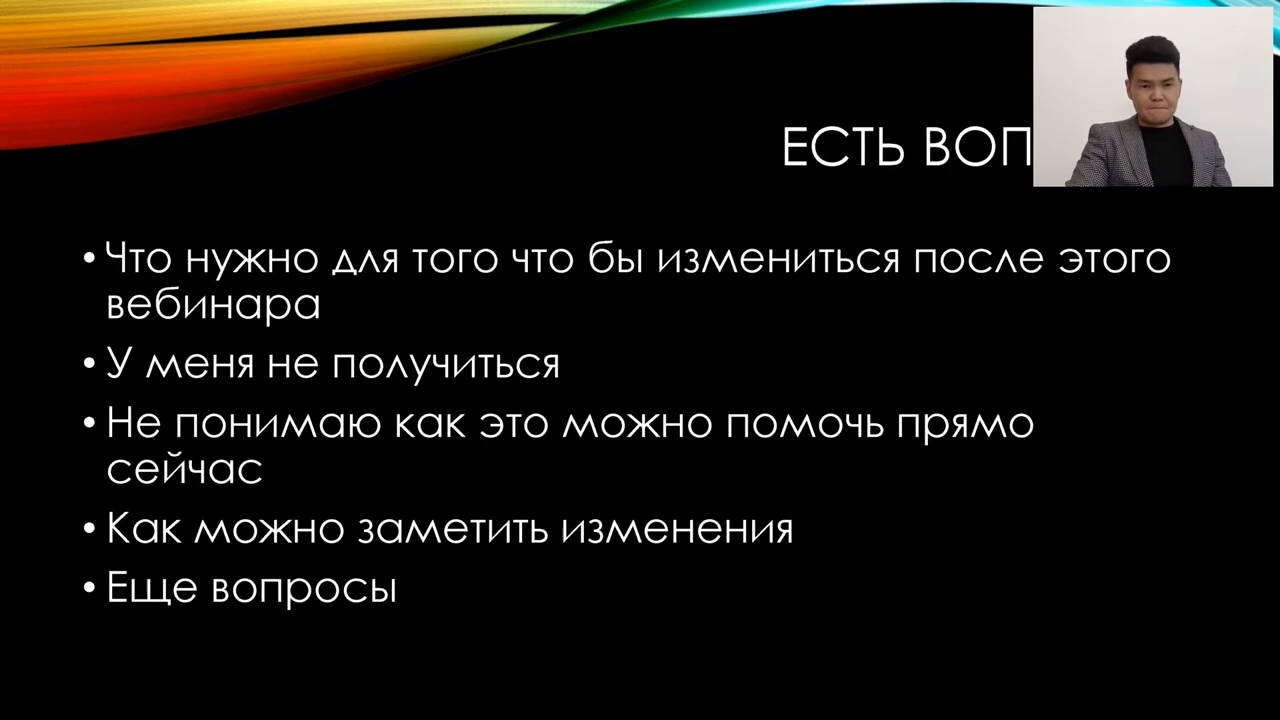 ЕСТЬ ВОП
• Что нужно для того что бы измениться после этого
вебинара
• У меня не получиться
• Не понимаю как это можно помочь прямо
сейчас
• Как можно заметить изменения
• Еще вопросы